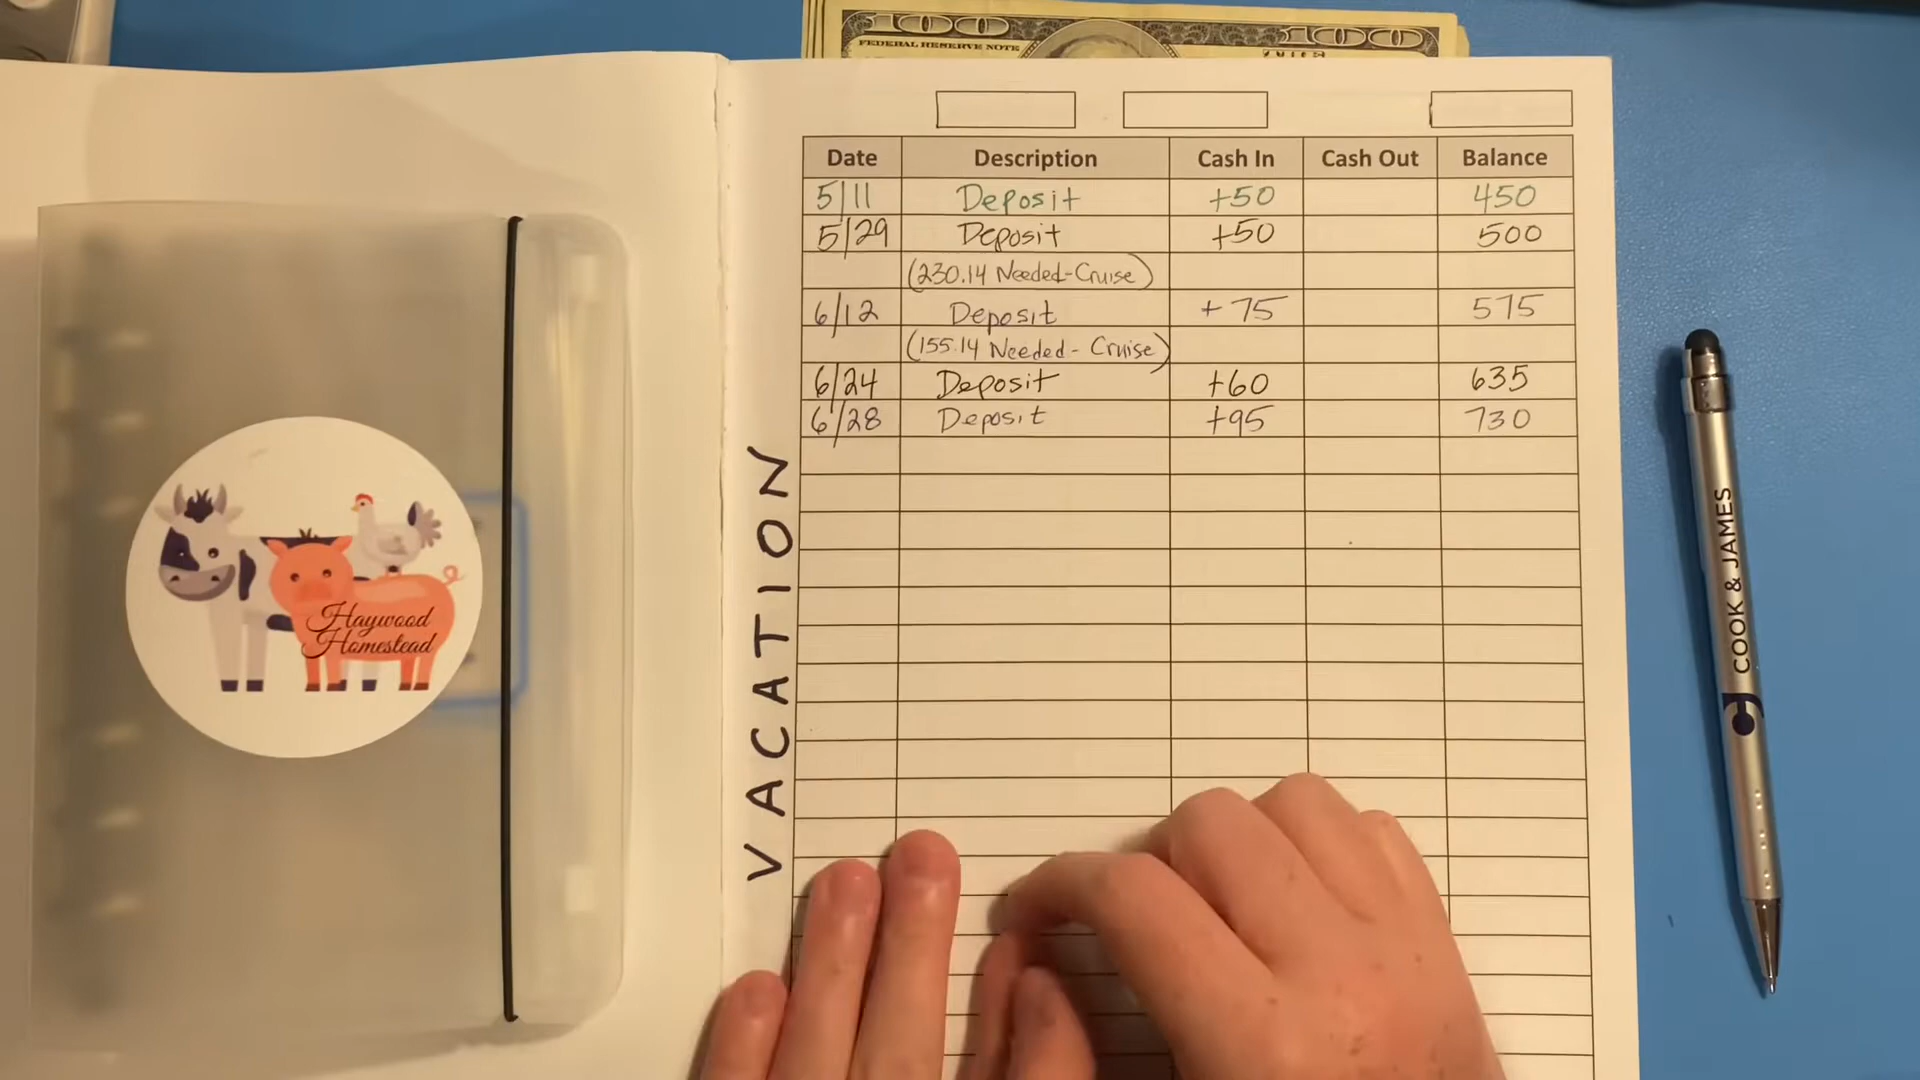 100 100
FEDERAL RESERVE NOTE
Date Description Cash In Cash Out Balance
5/11 Deposit +50 450
5/29 Deposit +50 500
(230.14 Needed-Cruise)
6/12 Deposit +75 575
(155.14 Needed - Cruise)
6/24 Deposit +60 635
6/28 Deposit +95 730
VACATION
Haywood
Homestead
COOK & JAMES